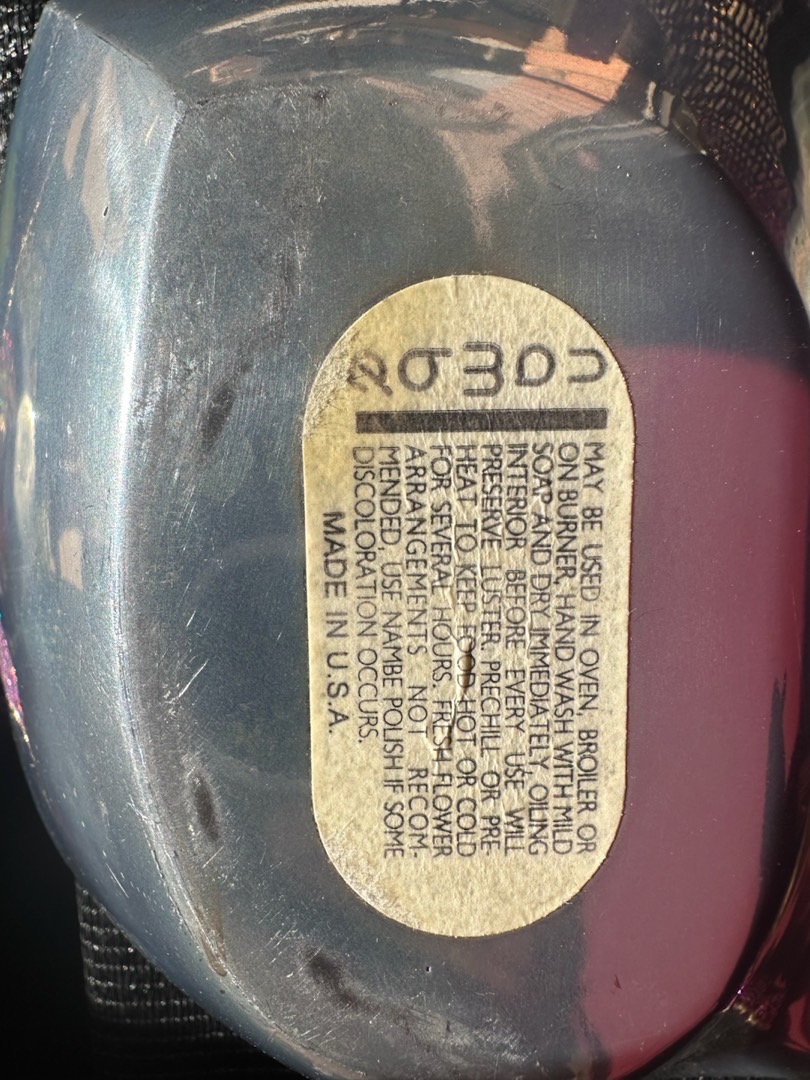 nambé
MAY BE USED IN OVEN, BROILER OR
ON BURNER, HAND WASH WITH MILD
SOAP AND DRY IMMEDIATELY. OILING
INTERIOR BEFORE EVERY USE WILL
PRESERVE LUSTER. PRECHILL OR PRE-
HEAT TO KEEP FOOD HOT OR COLD
FOR SEVERAL HOURS. FRESH FLOWER
ARRANGEMENTS NOT RECOM-
MENDED, USE NAMBE POLISH IF SOME
DISCOLORATION OCCURS.
MADE IN U.S.A.